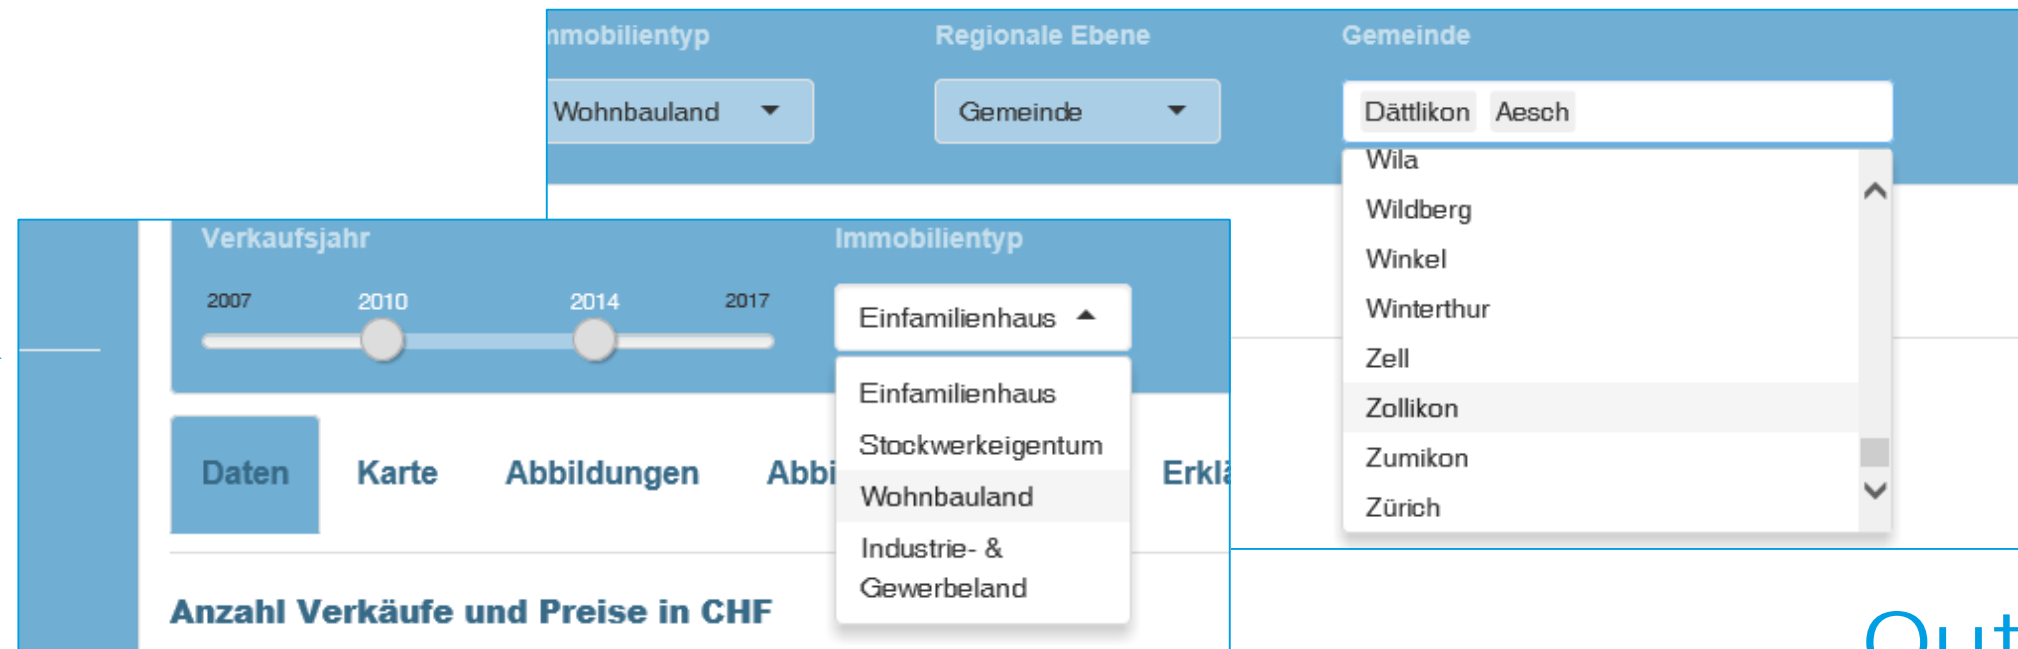 mmobilientyp Regionale Ebene Gemeinde
Wohnbauland Gemeinde Dättlikon Aesch
Wila
Wildberg
Winkel
Winterthur
Zell
Zollikon
Zumikon
Zürich
Verkaufsjahr Immobilientyp
2007 2010 2014 2017
Einfamilienhaus
Einfamilienhaus
Stockwerkeigentum
Wohnbauland
Industrie- &
Gewerbeland
Daten Karte Abbildungen Abbi Erklä
Anzahl Verkäufe und Preise in CHF
Out